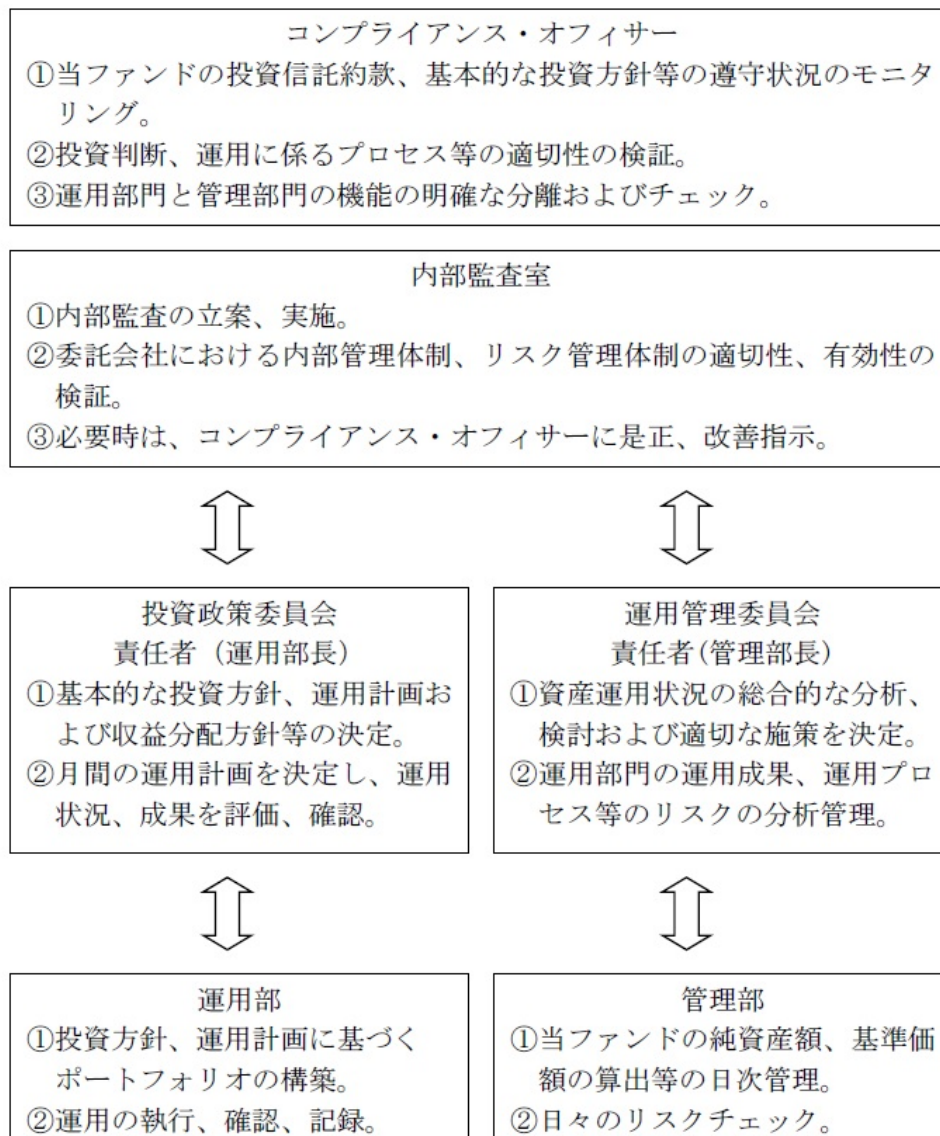 コンプライアンス・オフィサー
①当ファンドの投資信託約款、基本的な投資方針等の遵守状況のモニタ
リング。
②投資判断、運用に係るプロセス等の適切性の検証。
③運用部門と管理部門の機能の明確な分離およびチェック。
内部監査室
①内部監査の立案、実施。
②委託会社における内部管理体制、リスク管理体制の適切性、有効性の
検証。
③必要時は、コンプライアンス・オフィサーに是正、改善指示。
投資政策委員会
責任者（運用部長）
①基本的な投資方針、運用計画お
よび収益分配方針等の決定。
②月間の運用計画を決定し、運用
状況、成果を評価、確認。
運用管理委員会
責任者(管理部長)
①資産運用状況の総合的な分析、
検討および適切な施策を決定。
②運用部門の運用成果、運用プロ
セス等のリスクの分析管理。
運用部
①投資方針、運用計画に基づく
ポートフォリオの構築。
②運用の執行、確認、記録。
管理部
①当ファンドの純資産額、基準価
額の算出等の日次管理。
②日々のリスクチェック。